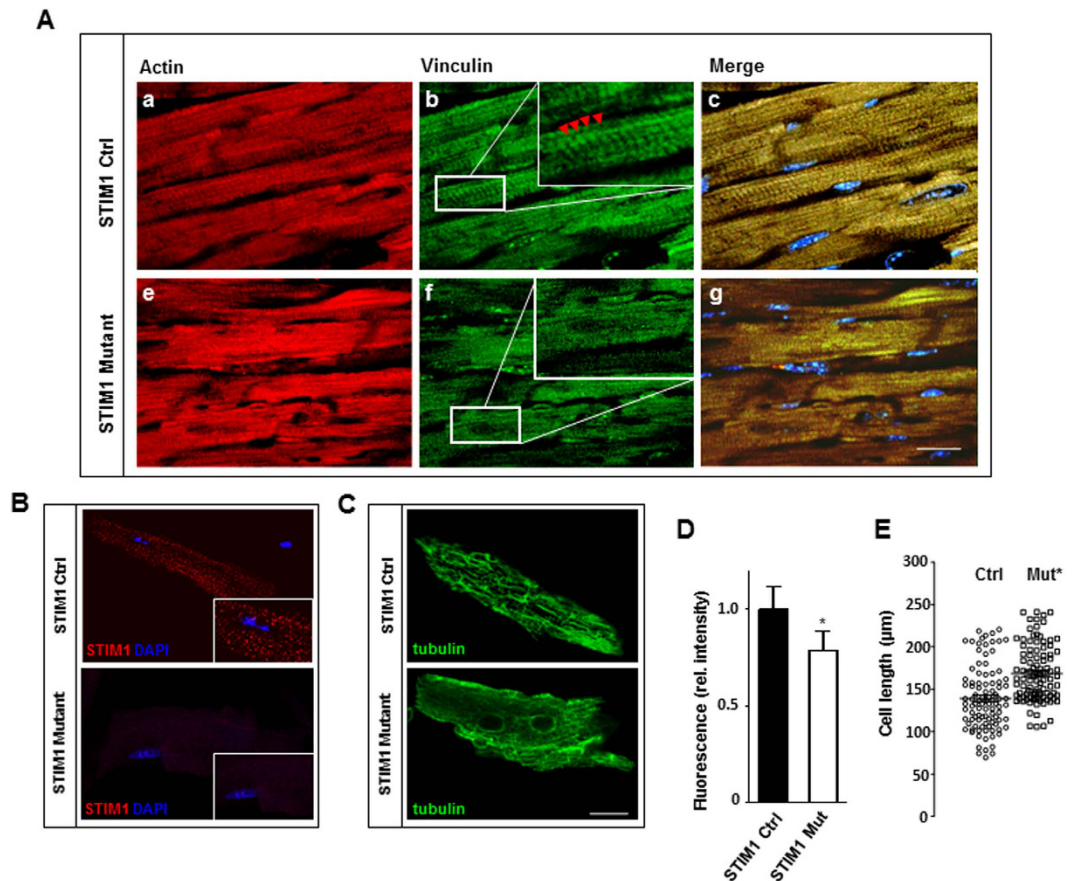 A
Actin Vinculin Merge
STIM1 Ctrl
a
b
c
STIM1 Mutant
e
f
g
B
STIM1 Ctrl
STIM1 DAPI
STIM1 Mutant
STIM1 DAPI
C
STIM1 Ctrl
tubulin
STIM1 Mutant
tubulin
D
Fluorescence (rel. intensity)
1.0
0.5
0
*
STIM1 Ctrl
STIM1 Mut
E
Cell length (µm)
Ctrl Mut*
300
250
200
150
100
50
0